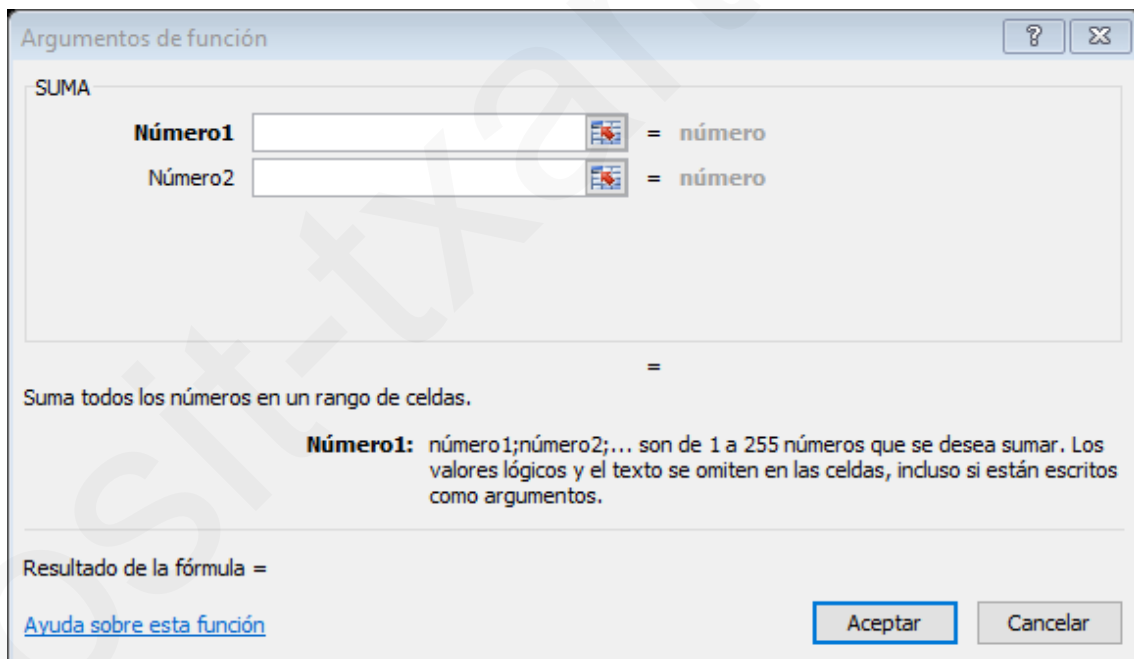 Argumentos de función
SUMA
Número1 = número
Número2 = número
=
Suma todos los números en un rango de celdas.
Número1: número1;número2;... son de 1 a 255 números que se desea sumar. Los
valores lógicos y el texto se omiten en las celdas, incluso si están escritos
como argumentos.
Resultado de la fórmula =
Ayuda sobre esta función
Aceptar Cancelar
osit-txar